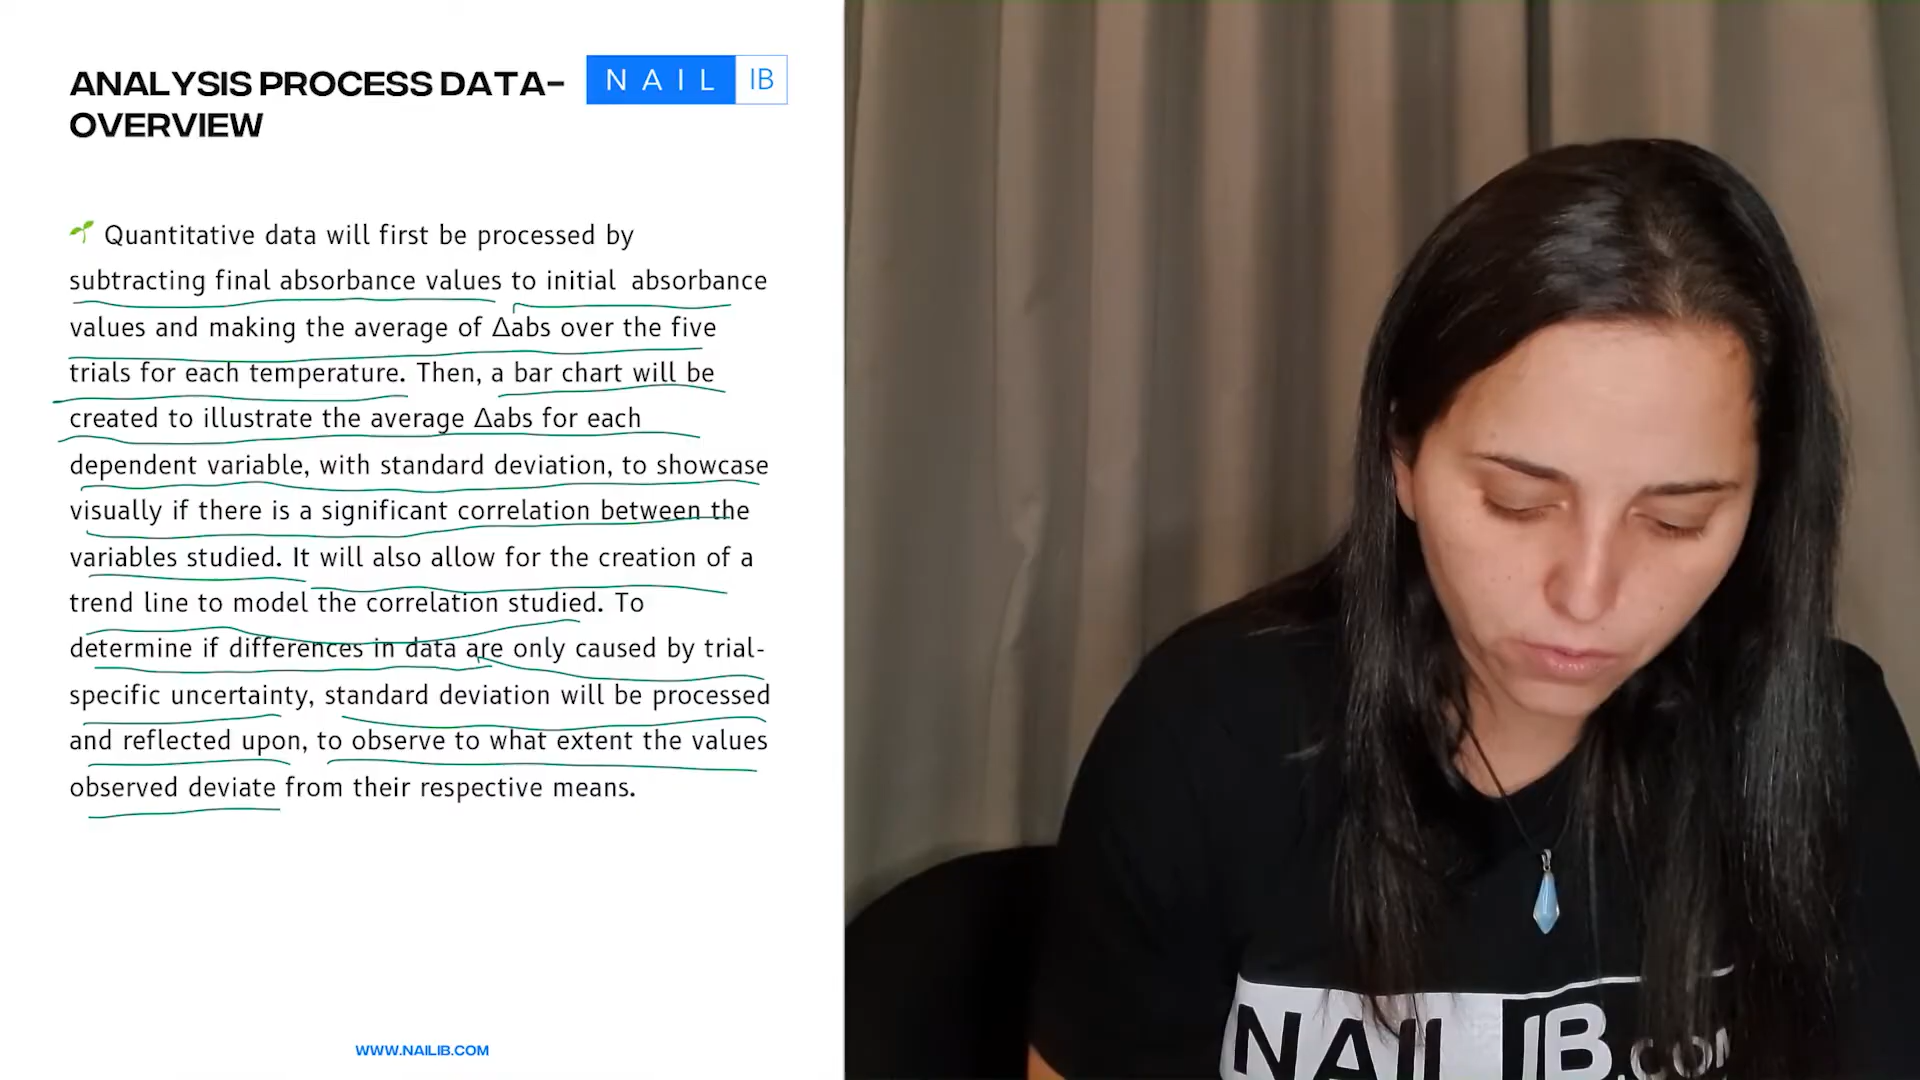 ANALYSIS PROCESS DATA-
OVERVIEW
NAIL IB
Quantitative data will first be processed by
subtracting final absorbance values to initial absorbance
values and making the average of Δabs over the five
trials for each temperature. Then, a bar chart will be
created to illustrate the average Δabs for each
dependent variable, with standard deviation, to showcase
visually if there is a significant correlation between the
variables studied. It will also allow for the creation of a
trend line to model the correlation studied. To
determine if differences in data are only caused by trial-
specific uncertainty, standard deviation will be processed
and reflected upon, to observe to what extent the values
observed deviate from their respective means.
WWW.NAILIB.COM
NAIL IB.com